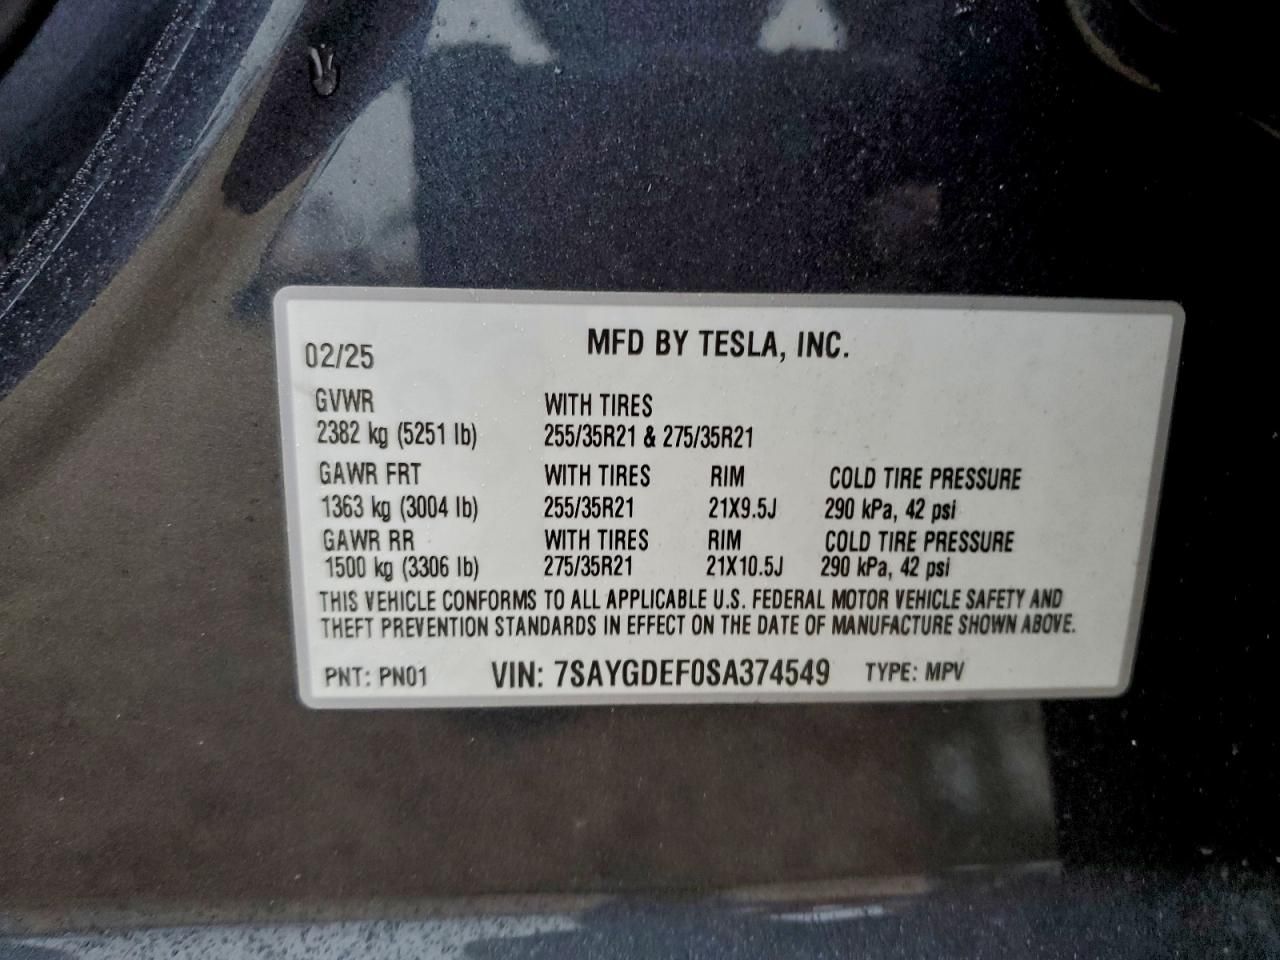 02/25 MFD BY TESLA, INC.
GVWR WITH TIRES
2382 kg (5251 lb) 255/35R21 & 275/35R21
GAWR FRT WITH TIRES RIM COLD TIRE PRESSURE
1363 kg (3004 lb) 255/35R21 21X9.5J 290 kPa, 42 psi
GAWR RR WITH TIRES RIM COLD TIRE PRESSURE
1500 kg (3306 lb) 275/35R21 21X10.5J 290 kPa, 42 psi
THIS VEHICLE CONFORMS TO ALL APPLICABLE U.S. FEDERAL MOTOR VEHICLE SAFETY AND
THEFT PREVENTION STANDARDS IN EFFECT ON THE DATE OF MANUFACTURE SHOWN ABOVE.
PNT: PN01 VIN: 7SAYGDEF0SA374549 TYPE: MPV